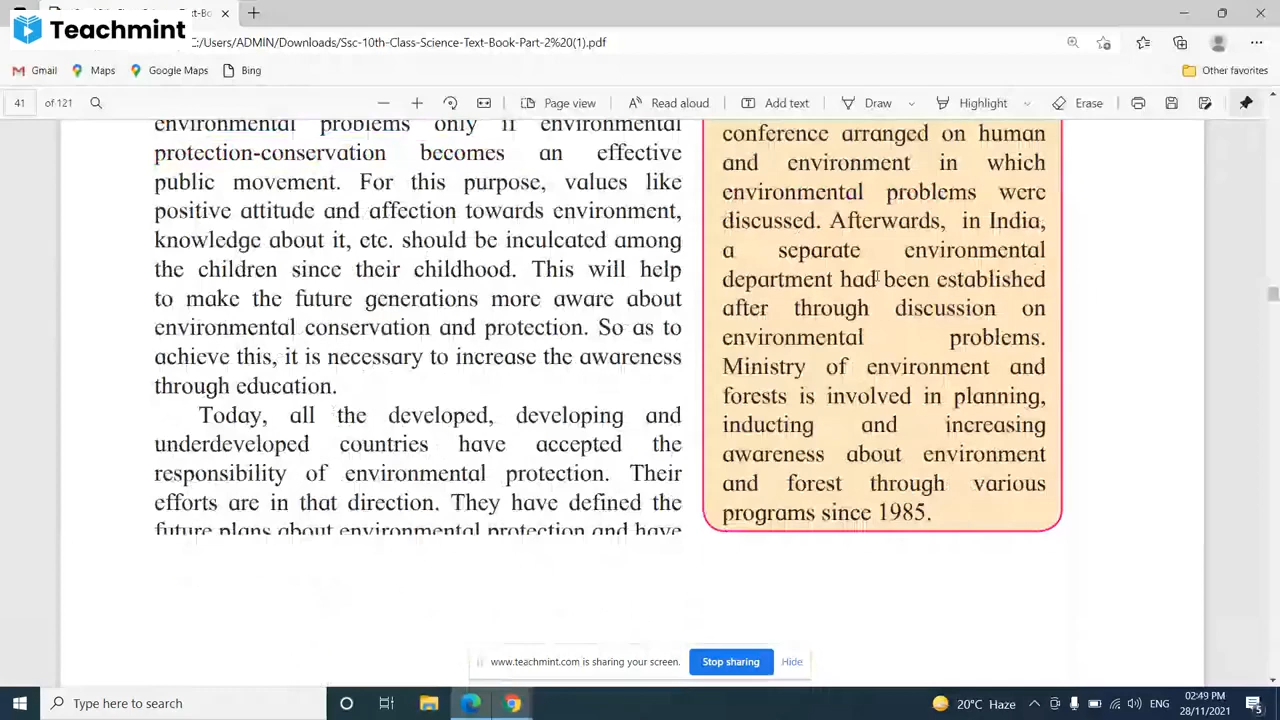 Teachmint
t-Bo
C:/Users/ADMIN/Downloads/Ssc-10th-Class-Science-Text-Book-Part-2%20(1).pdf
Gmail
Maps
Google Maps
Bing
Other favorites
41 of 121
Page view
Read aloud
Add text
Draw
Highlight
Erase
environmental problems only if environmental
protection-conservation becomes an effective
public movement. For this purpose, values like
positive attitude and affection towards environment,
knowledge about it, etc. should be inculcated among
the children since their childhood. This will help
to make the future generations more aware about
environmental conservation and protection. So as to
achieve this, it is necessary to increase the awareness
through education.
Today, all the developed, developing and
underdeveloped countries have accepted the
responsibility of environmental protection. Their
efforts are in that direction. They have defined the
future plans about environmental protection and have
conference arranged on human
and environment in which
environmental problems were
discussed. Afterwards, in India,
a separate environmental
department had been established
after through discussion on
environmental problems.
Ministry of environment and
forests is involved in planning,
inducting and increasing
awareness about environment
and forest through various
programs since 1985.
www.teachmint.com is sharing your screen.
Stop sharing
Hide
Type here to search
20°C Haze
ENG
02:49 PM
28/11/2021
5